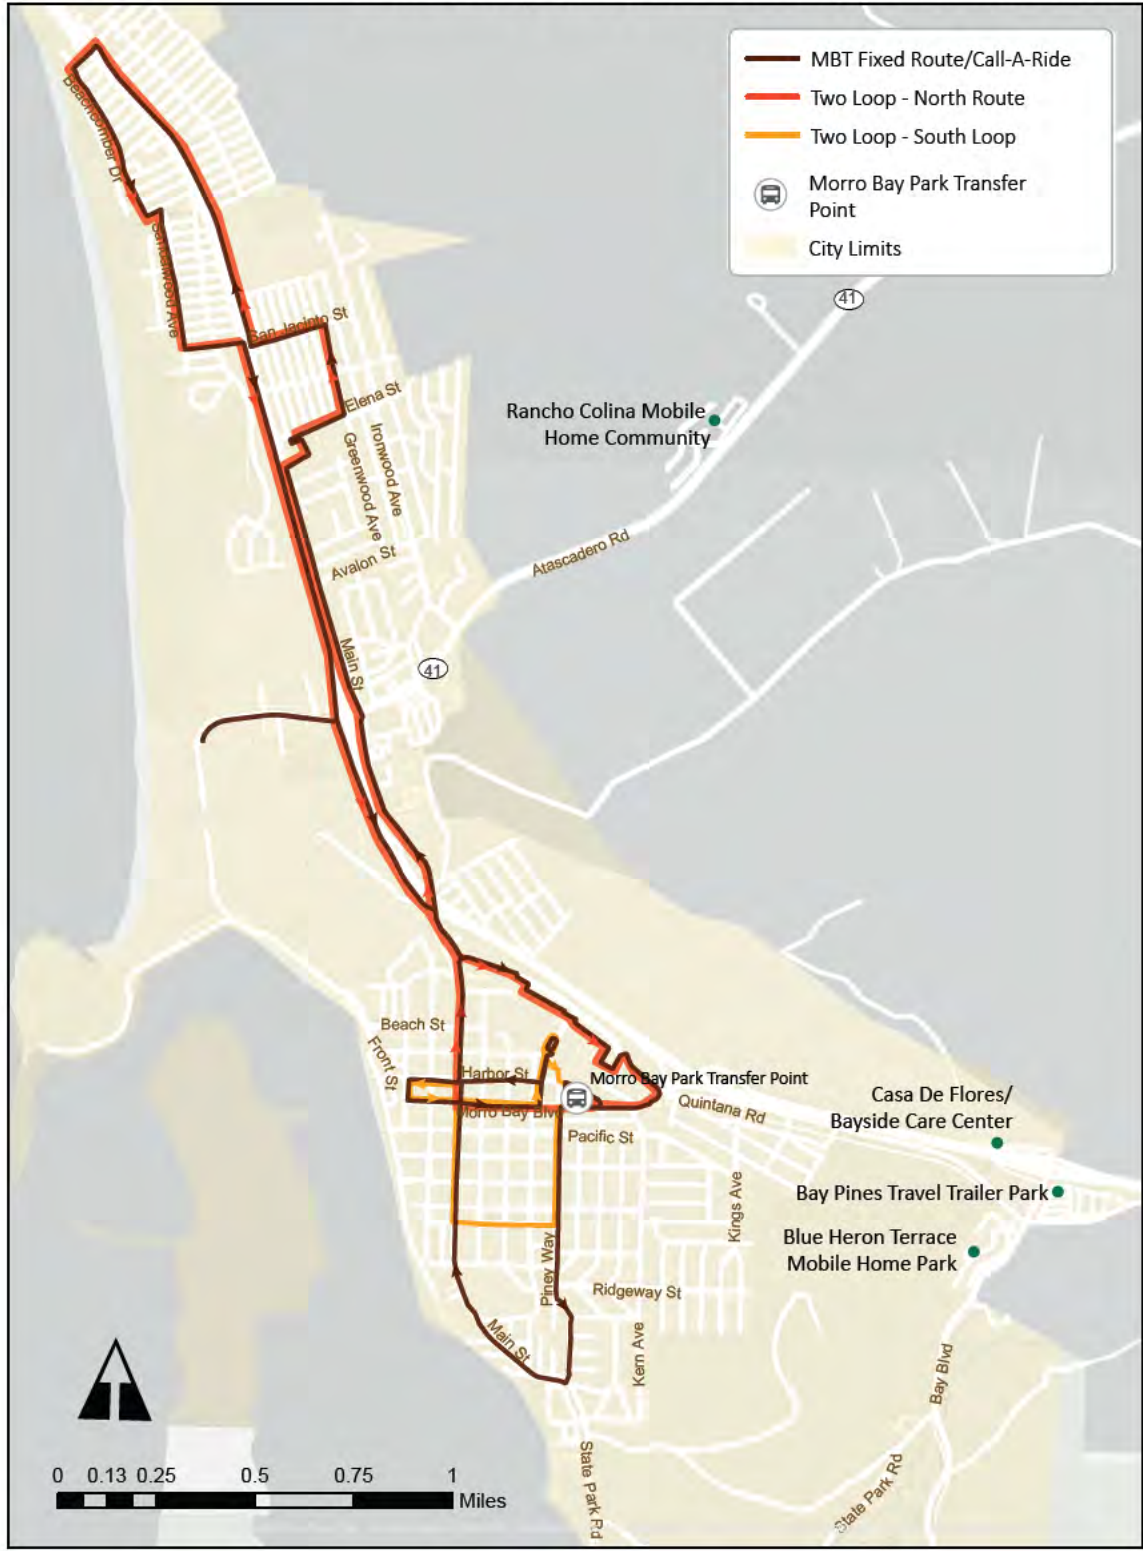 MBT Fixed Route/Call-A-Ride
Two Loop - North Route
Two Loop - South Loop
Morro Bay Park Transfer
Point
City Limits
Beachcomber Dr
Sandalwood Ave
San Jacinto St
41
Elena St
Rancho Colina Mobile
Home Community
Ironwood Ave
Greenwood Ave
Atascadero Rd
Avalon St
Main St
41
Beach St
Front St
Harbor St
Morro Bay Park Transfer Point
Morro Bay Blvd
Quintana Rd
Pacific St
Casa De Flores/
Bayside Care Center
Kings Ave
Bay Pines Travel Trailer Park
Blue Heron Terrace
Mobile Home Park
Piney Way
Ridgeway St
Main St
Kern Ave
Bay Blvd
State Park Rd
State Park Rd
0 0.13 0.25 0.5 0.75 1
Miles